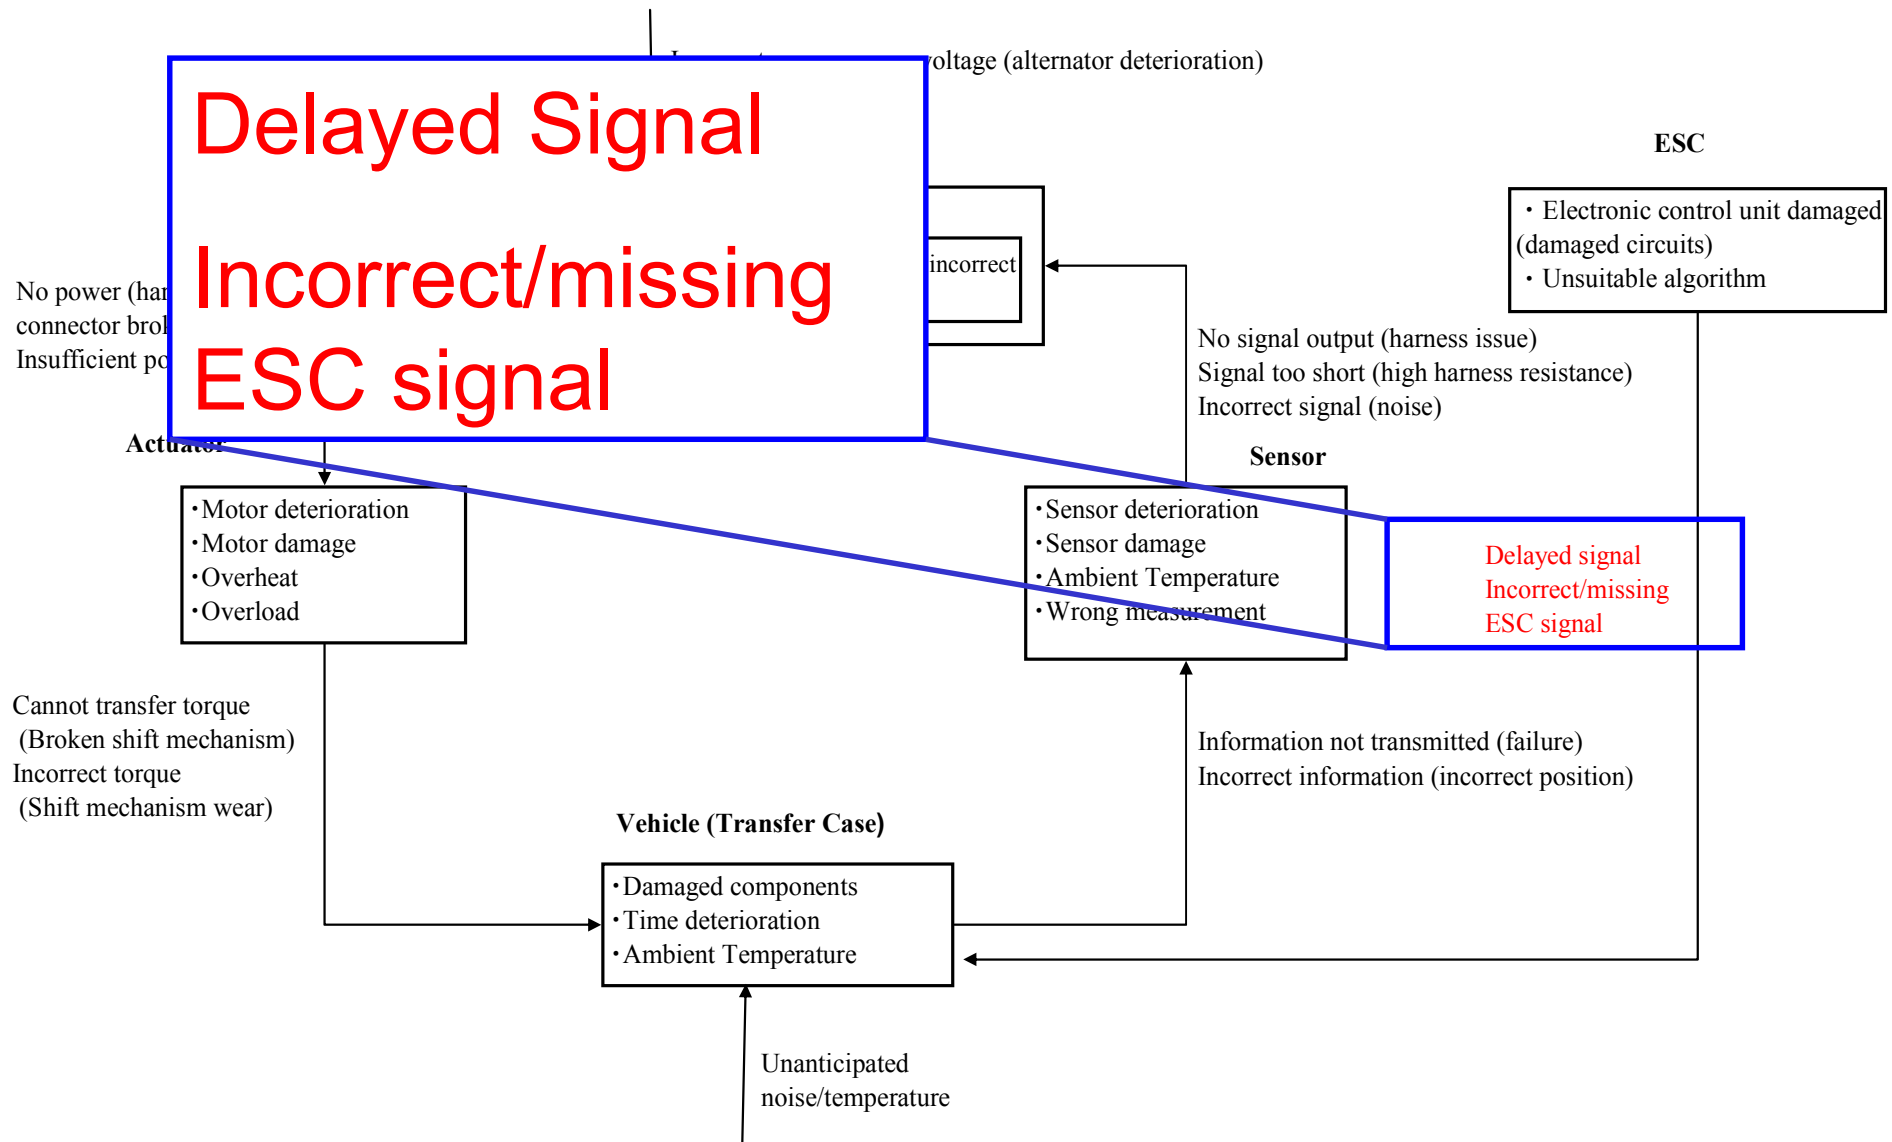 voltage (alternator deterioration)
Delayed Signal
Incorrect/missing
ESC signal
ESC
・Electronic control unit damaged
(damaged circuits)
・Unsuitable algorithm
incorrect
No power
connector
Insufficient
No signal output (harness issue)
Signal too short (high harness resistance)
Incorrect signal (noise)
Actuator
・Motor deterioration
・Motor damage
・Overheat
・Overload
Sensor
・Sensor deterioration
・Sensor damage
・Ambient Temperature
・Wrong measurement
Delayed signal
Incorrect/missing
ESC signal
Cannot transfer torque
(Broken shift mechanism)
Incorrect torque
(Shift mechanism wear)
Information not transmitted (failure)
Incorrect information (incorrect position)
Vehicle (Transfer Case)
・Damaged components
・Time deterioration
・Ambient Temperature
Unanticipated
noise/temperature